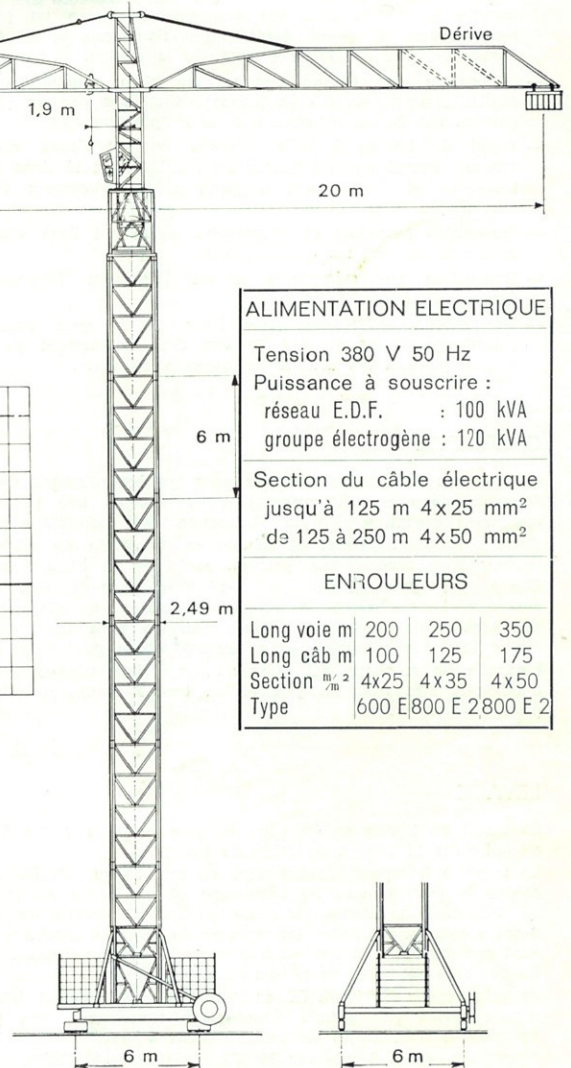 Dérive
1,9 m
20 m
ALIMENTATION ELECTRIQUE
Tension 380 V 50 Hz
Puissance à souscrire :
réseau E.D.F. : 100 kVA
groupe électrogène : 120 kVA
6 m
Section du câble électrique
jusqu'à 125 m 4x25 mm²
de 125 à 250 m 4x50 mm²
ENROULEURS
2,49 m
Long voie m 200 250 350
Long câb m 100 125 175
Section m/m² 4x25 4x35 4x50
Type 600 E 800 E 2 800 E 2
6 m
6 m